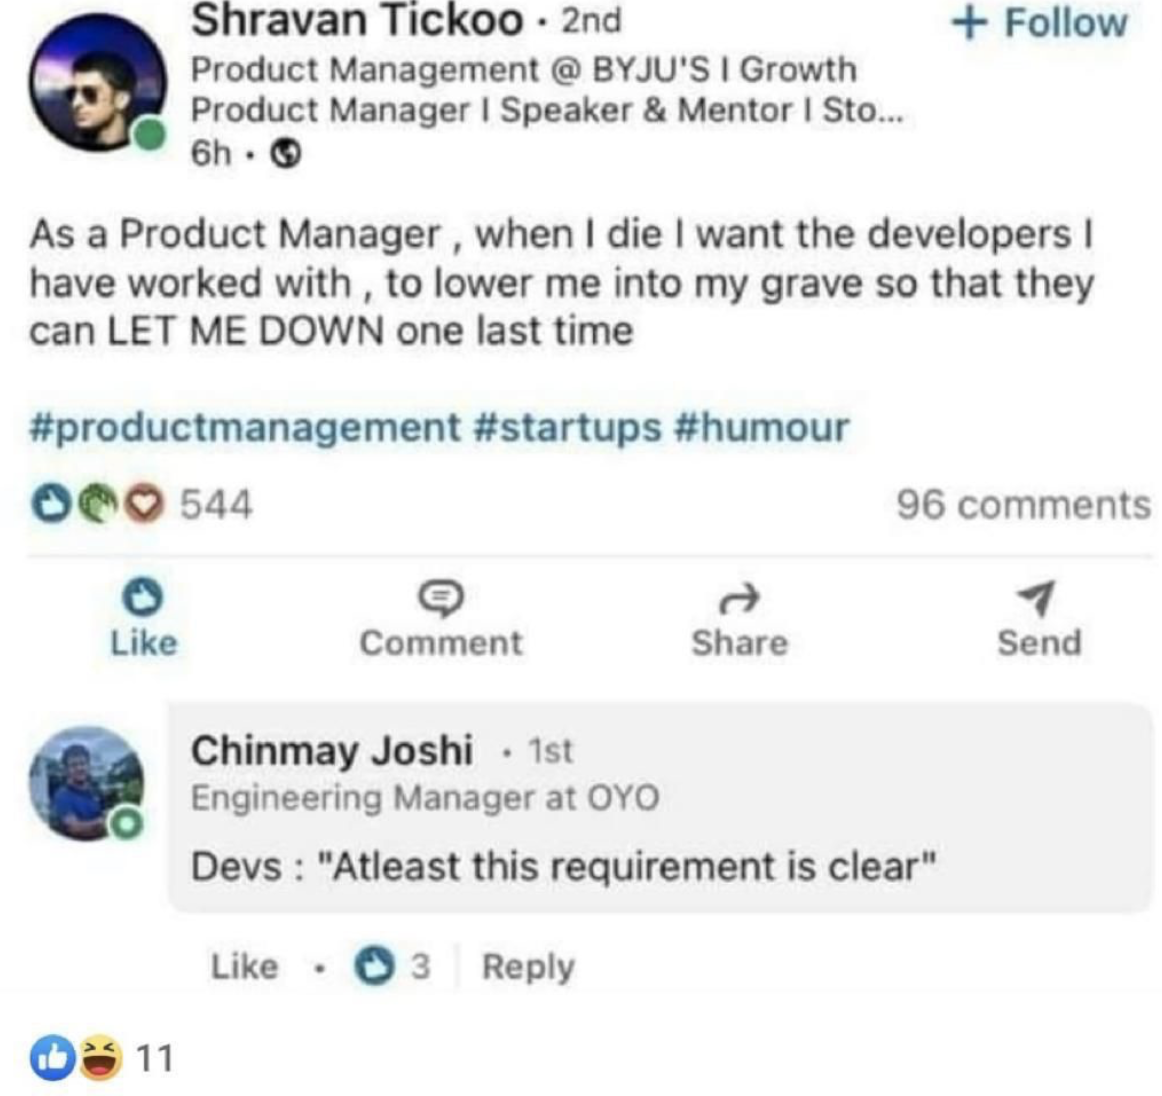 Shravan Tickoo · 2nd
+ Follow
Product Management @ BYJU'S I Growth
Product Manager I Speaker & Mentor I Sto...
6h ·
As a Product Manager , when I die I want the developers I
have worked with , to lower me into my grave so that they
can LET ME DOWN one last time
#productmanagement #startups #humour
544
96 comments
Like
Comment
Share
Send
Chinmay Joshi · 1st
Engineering Manager at OYO
Devs : "Atleast this requirement is clear"
Like · 3 Reply
11